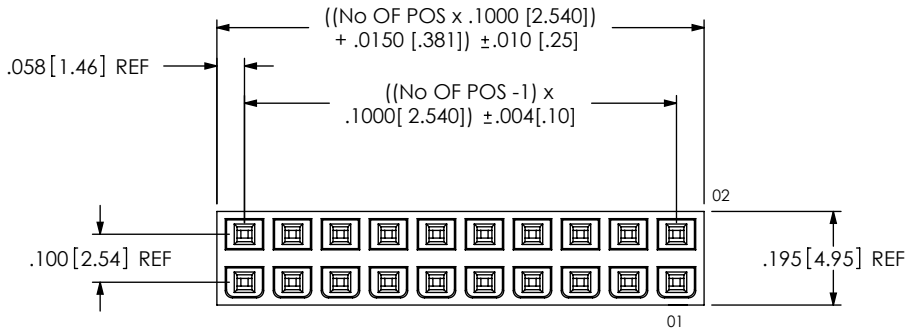 ((No OF POS x .1000 [2.540])
+ .0150 [.381]) ±.010 [.25]
.058[1.46] REF
((No OF POS -1) x
.1000[ 2.540]) ±.004[.10]
02
.100[2.54] REF
.195[4.95] REF
01